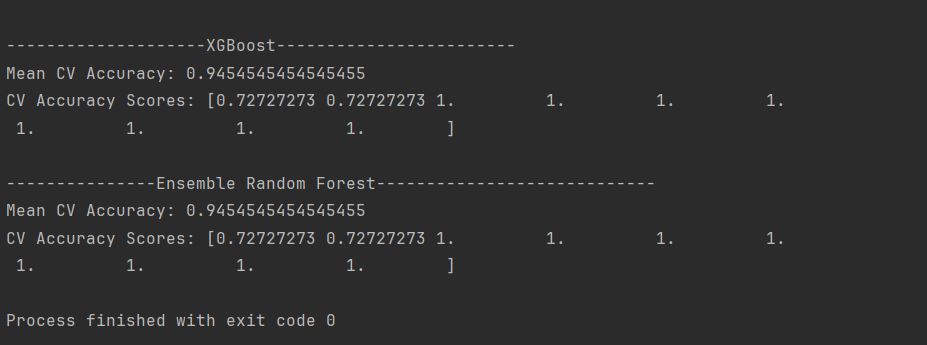 --------------------XGBoost------------------------
Mean CV Accuracy: 0.9454545454545455
CV Accuracy Scores: [0.72727273 0.72727273 1.         1.         1.         1.
 1.         1.         1.         1.        ]
---------------Ensemble Random Forest----------------------------
Mean CV Accuracy: 0.9454545454545455
CV Accuracy Scores: [0.72727273 0.72727273 1.         1.         1.         1.
 1.         1.         1.         1.        ]
Process finished with exit code 0